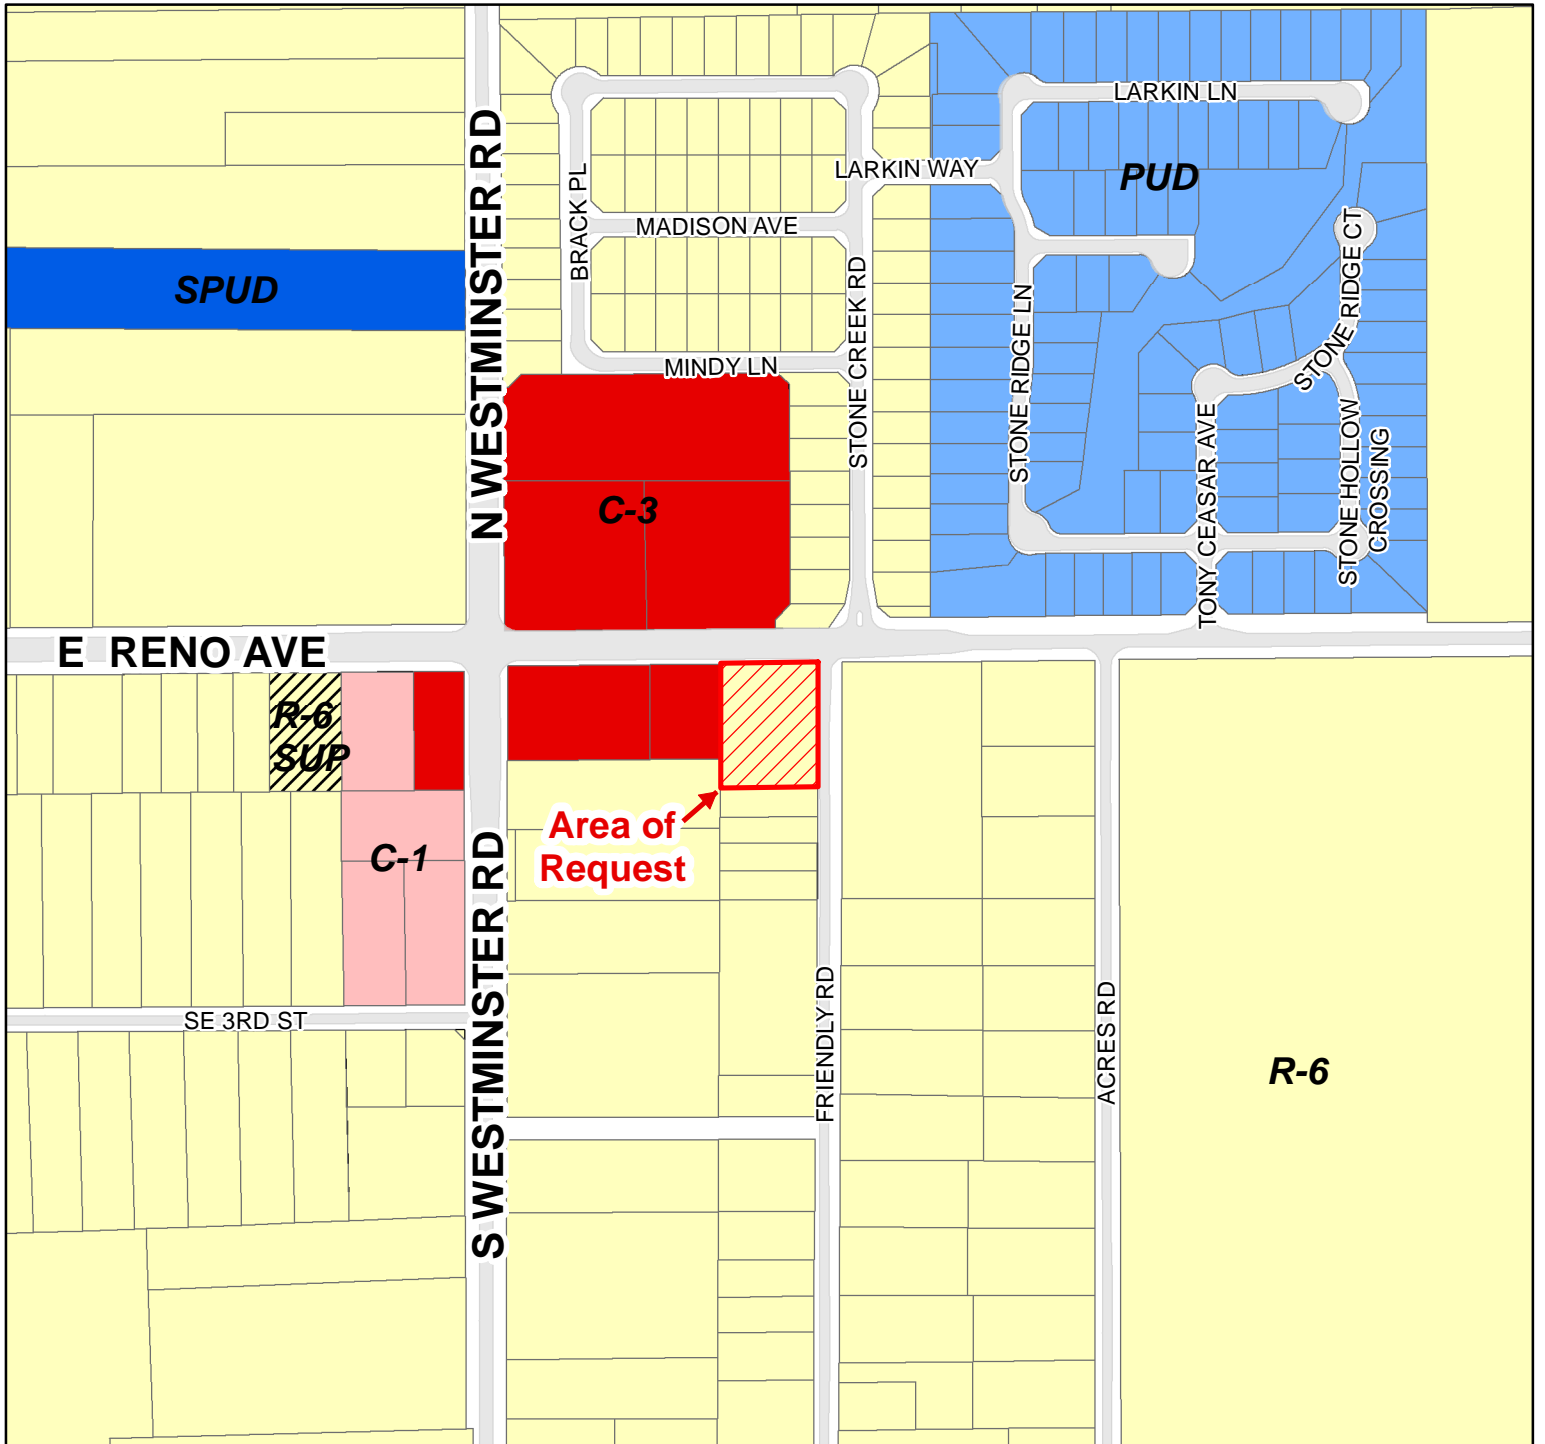 LARKIN LN
N WESTMINSTER RD
LARKIN WAY
PUD
BRACK PL
MADISON AVE
STONE RIDGE CT
SPUD
STONE CREEK RD
STONE RIDGE LN
MINDY LN
STONE HOLLOW
CROSSING
TONY CEASAR AVE
C-3
E RENO AVE
R-6
SUP
Area of
Request
C-1
S WESTMINSTER RD
FRIENDLY RD
ACRES RD
SE 3RD ST
R-6